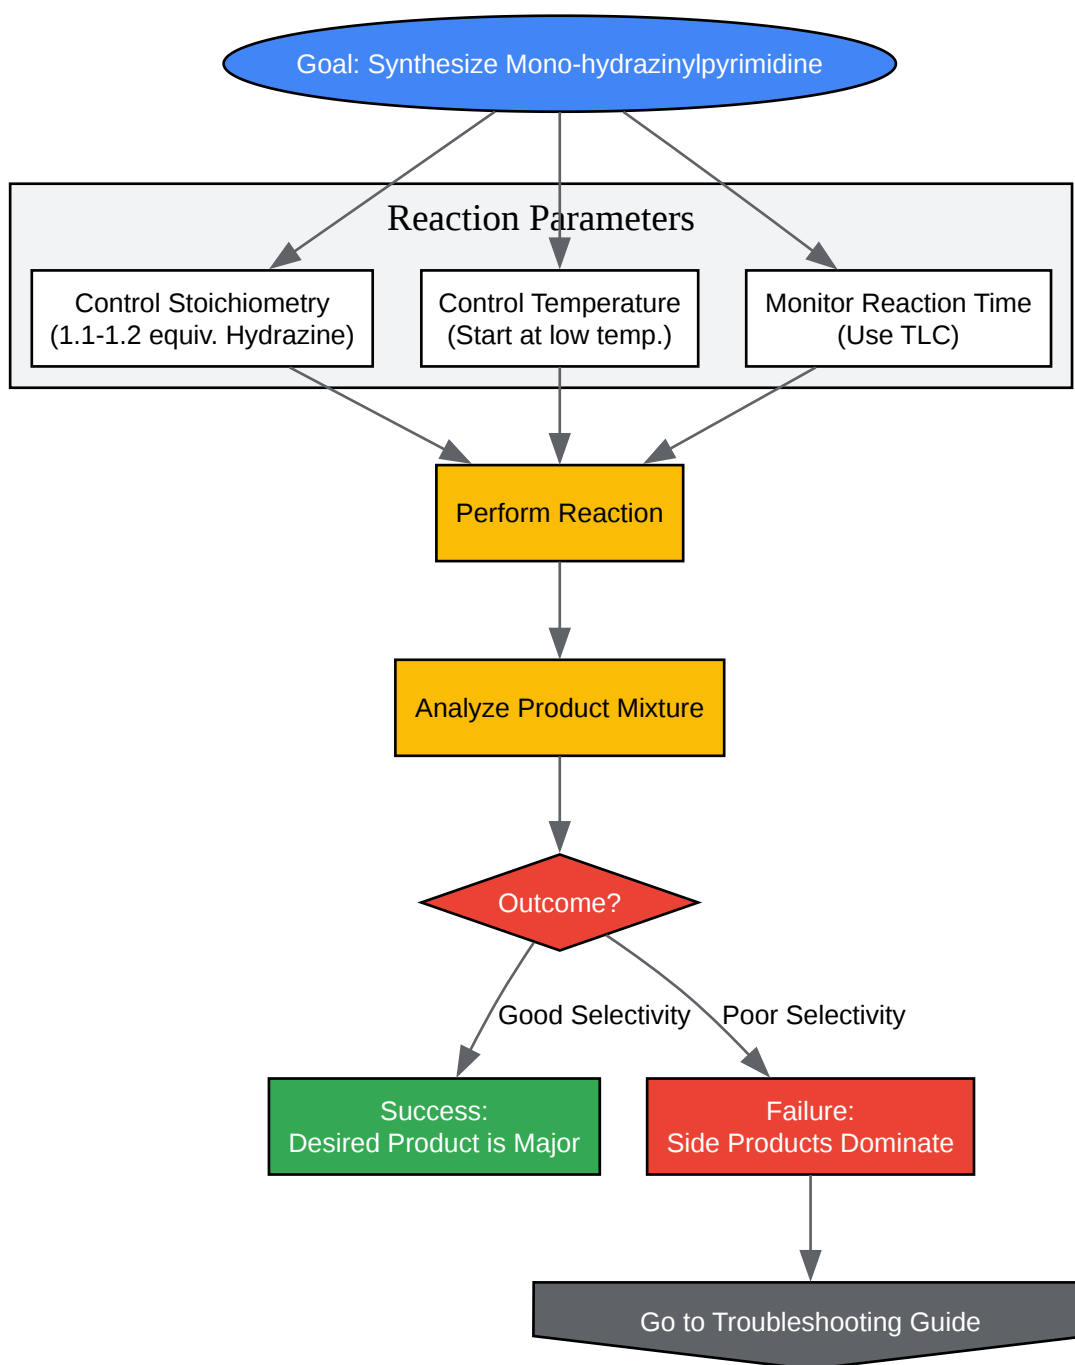 Goal: Synthesize Mono-hydrazinylpyrimidine
Reaction Parameters
Control Stoichiometry
(1.1-1.2 equiv. Hydrazine)
Control Temperature
(Start at low temp.)
Monitor Reaction Time
(Use TLC)
Perform Reaction
Analyze Product Mixture
Outcome?
Good Selectivity
Poor Selectivity
Success:
Desired Product is Major
Failure:
Side Products Dominate
Go to Troubleshooting Guide